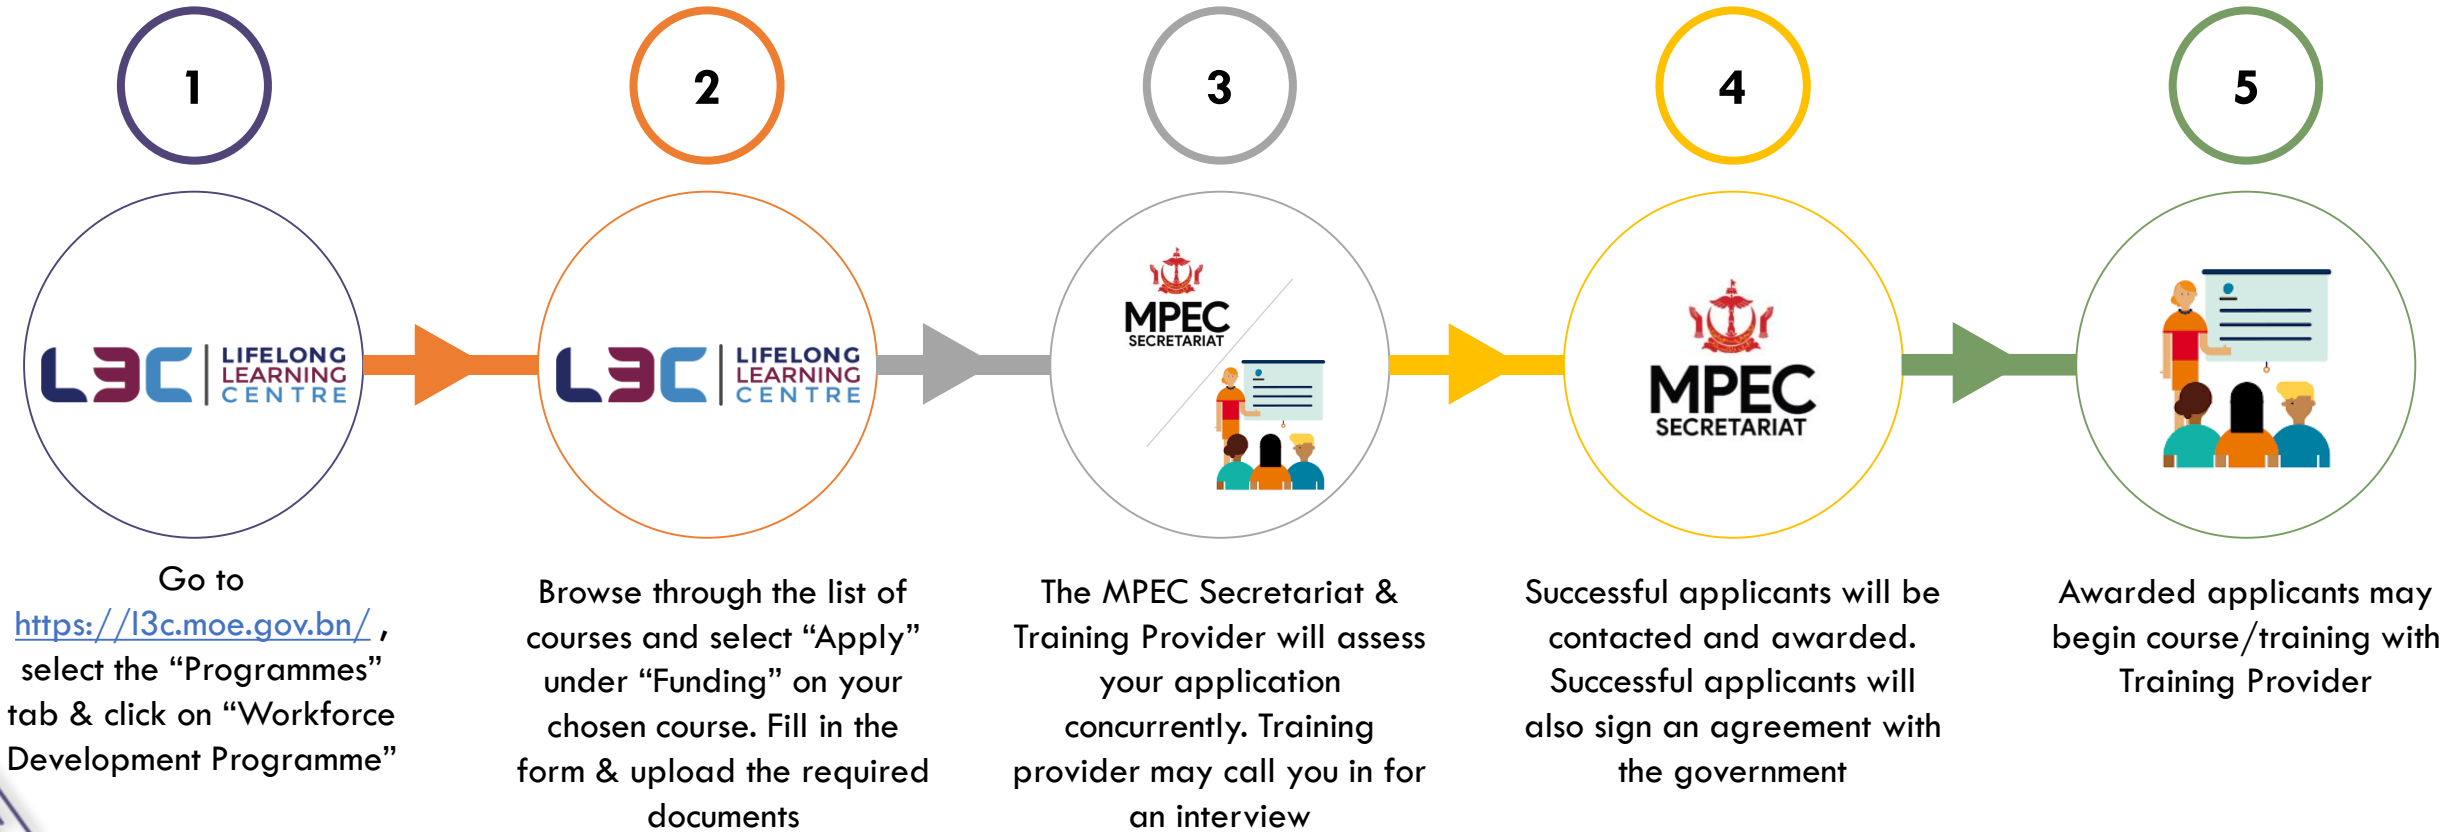 1
2
3
4
5
L3C
LIFELONG
LEARNING
CENTRE
L3C
LIFELONG
LEARNING
CENTRE
MPEC
SECRETARIAT
MPEC
SECRETARIAT
Go to
https://l3c.moe.gov.bn/ ,
select the “Programmes”
tab & click on “Workforce
Development Programme”
Browse through the list of
courses and select “Apply”
under “Funding” on your
chosen course. Fill in the
form & upload the required
documents
The MPEC Secretariat &
Training Provider will assess
your application
concurrently. Training
provider may call you in for
an interview
Successful applicants will be
contacted and awarded.
Successful applicants will
also sign an agreement with
the government
Awarded applicants may
begin course/training with
Training Provider